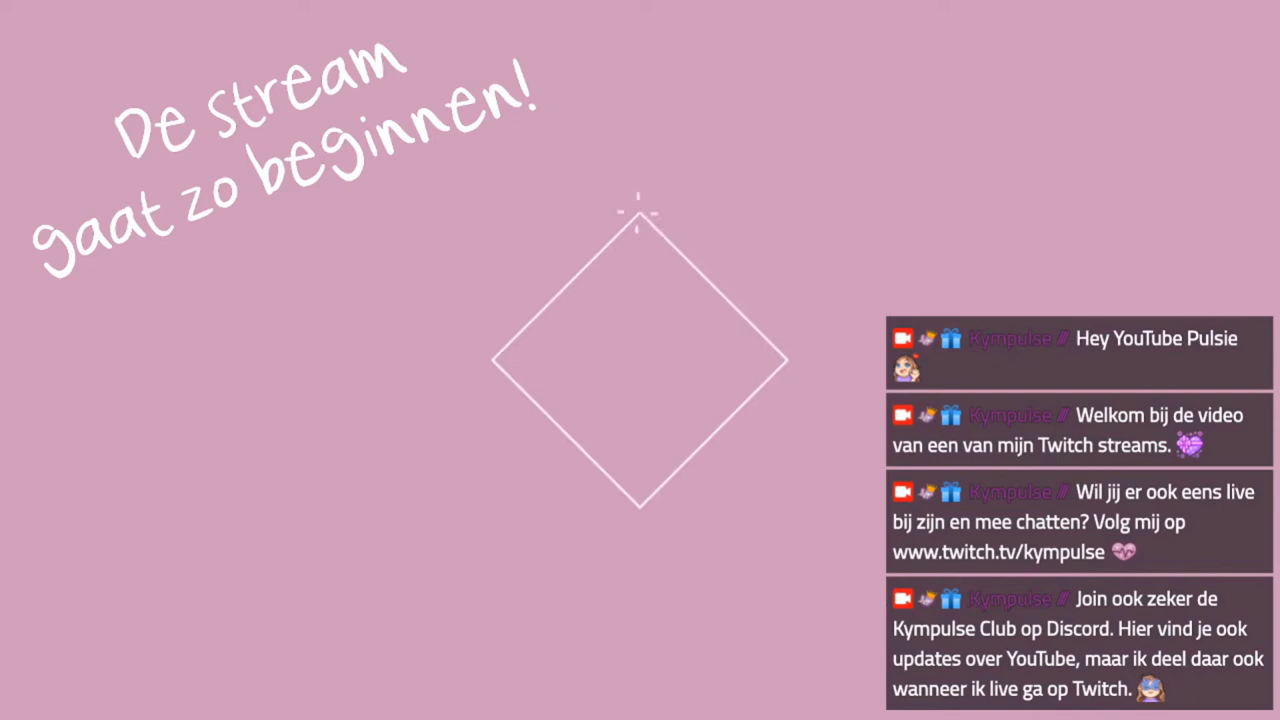 De stream
gaat zo beginnen!
Kympulse // Hey YouTube Pulsie
Kympulse // Welkom bij de video
van een van mijn Twitch streams.
Kympulse // Wil jij er ook eens live
bij zijn en mee chatten? Volg mij op
www.twitch.tv/kympulse
Kympulse // Join ook zeker de
Kympulse Club op Discord. Hier vind je ook
updates over YouTube, maar ik deel daar ook
wanneer ik live ga op Twitch.